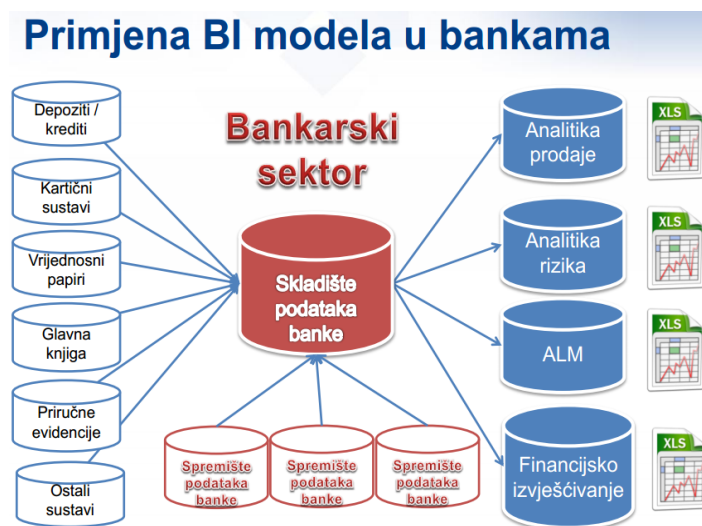 Primjena BI modela u bankama
Depoziti /
krediti
Kartični
sustavi
Vrijednosni
papiri
Glavna
knjiga
Priručne
evidencije
Ostali
sustavi
Bankarski
sektor
Skladište
podataka
banke
Spremište
podataka
banke
Spremište
podataka
banke
Spremište
podataka
banke
Analitika
prodaje
XLS
Analitika
rizika
XLS
ALM
XLS
Financijsko
izvješćivanje
XLS